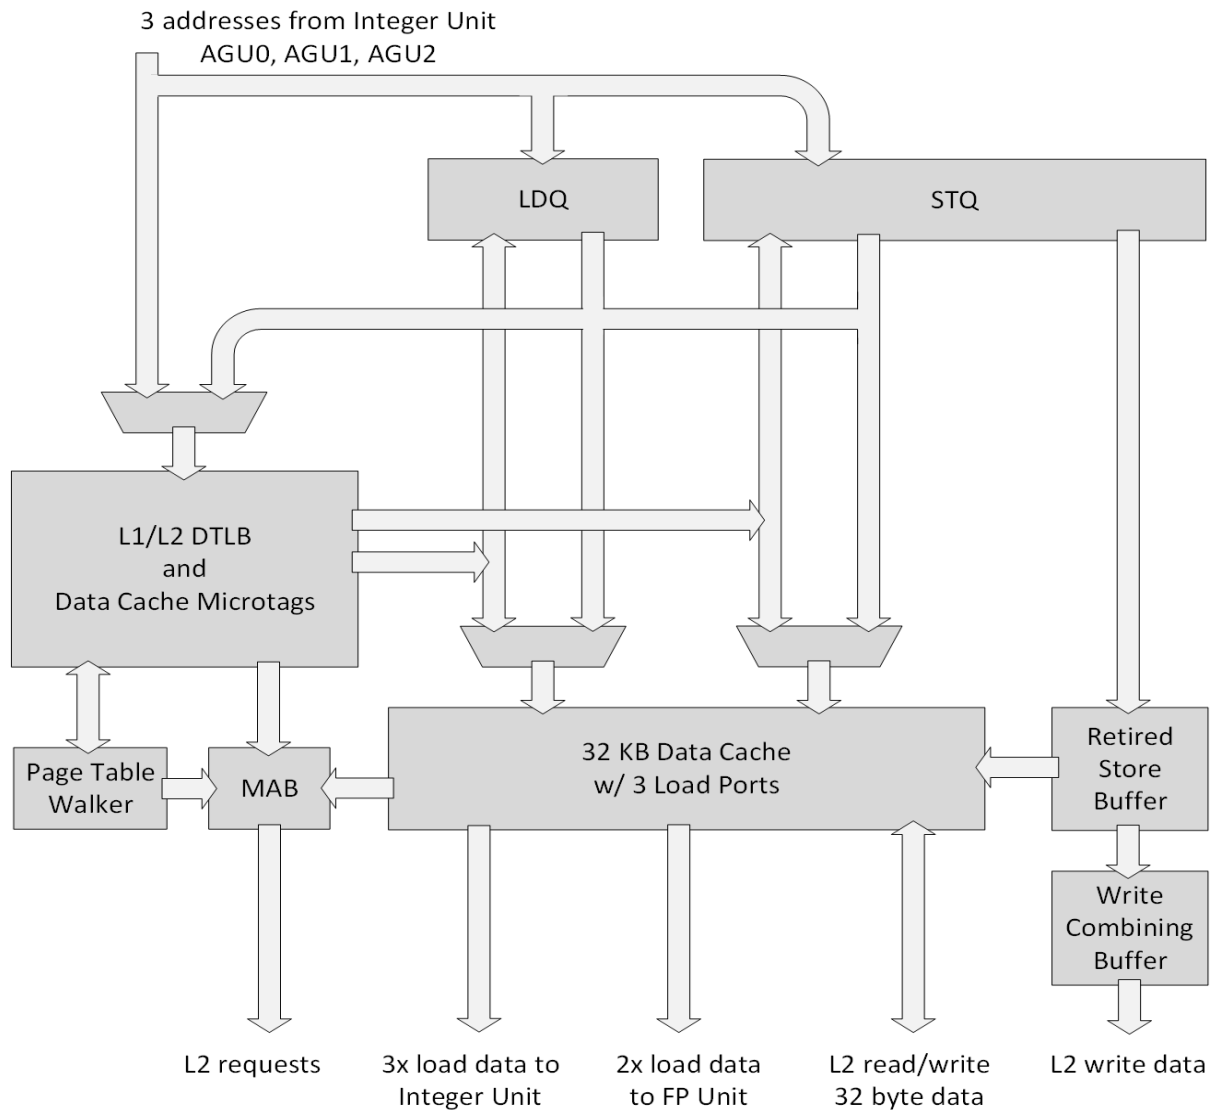 3 addresses from Integer Unit
AGU0, AGU1, AGU2
LDQ
STQ
L1/L2 DTLB
and
Data Cache Microtags
Page Table
Walker
MAB
32 KB Data Cache
w/ 3 Load Ports
Retired
Store
Buffer
Write
Combining
Buffer
L2 requests
3x load data to
Integer Unit
2x load data
to FP Unit
L2 read/write
32 byte data
L2 write data